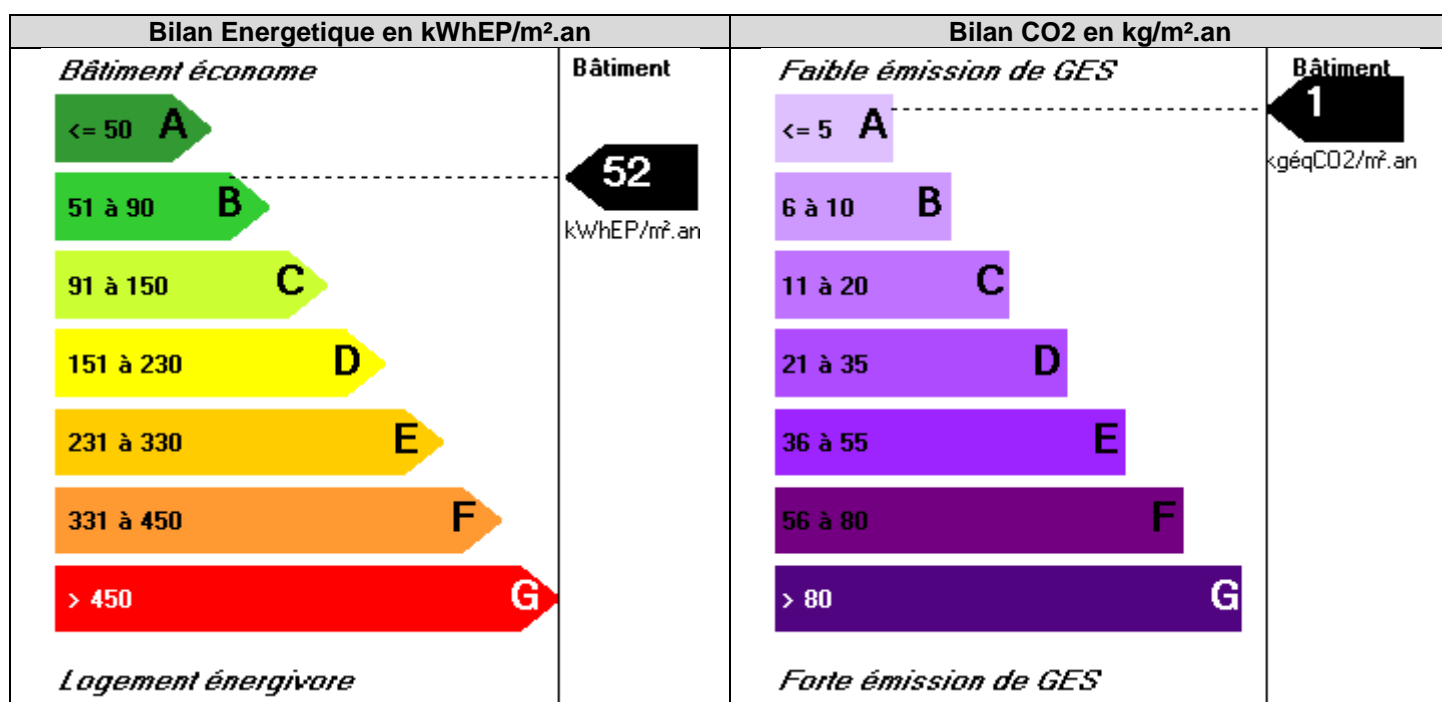 Bilan Energetique en kWhEP/m².an
Bâtiment économe
Bâtiment
<= 50 A
51 à 90 B
52
kWhEP/m².an
91 à 150 C
151 à 230 D
231 à 330 E
331 à 450 F
> 450 G
Logement énergivore
Bilan CO2 en kg/m².an
Faible émission de GES
Bâtiment
1
<= 5 A
kgéqCO2/m².an
6 à 10 B
11 à 20 C
21 à 35 D
36 à 55 E
56 à 80 F
> 80 G
Forte émission de GES